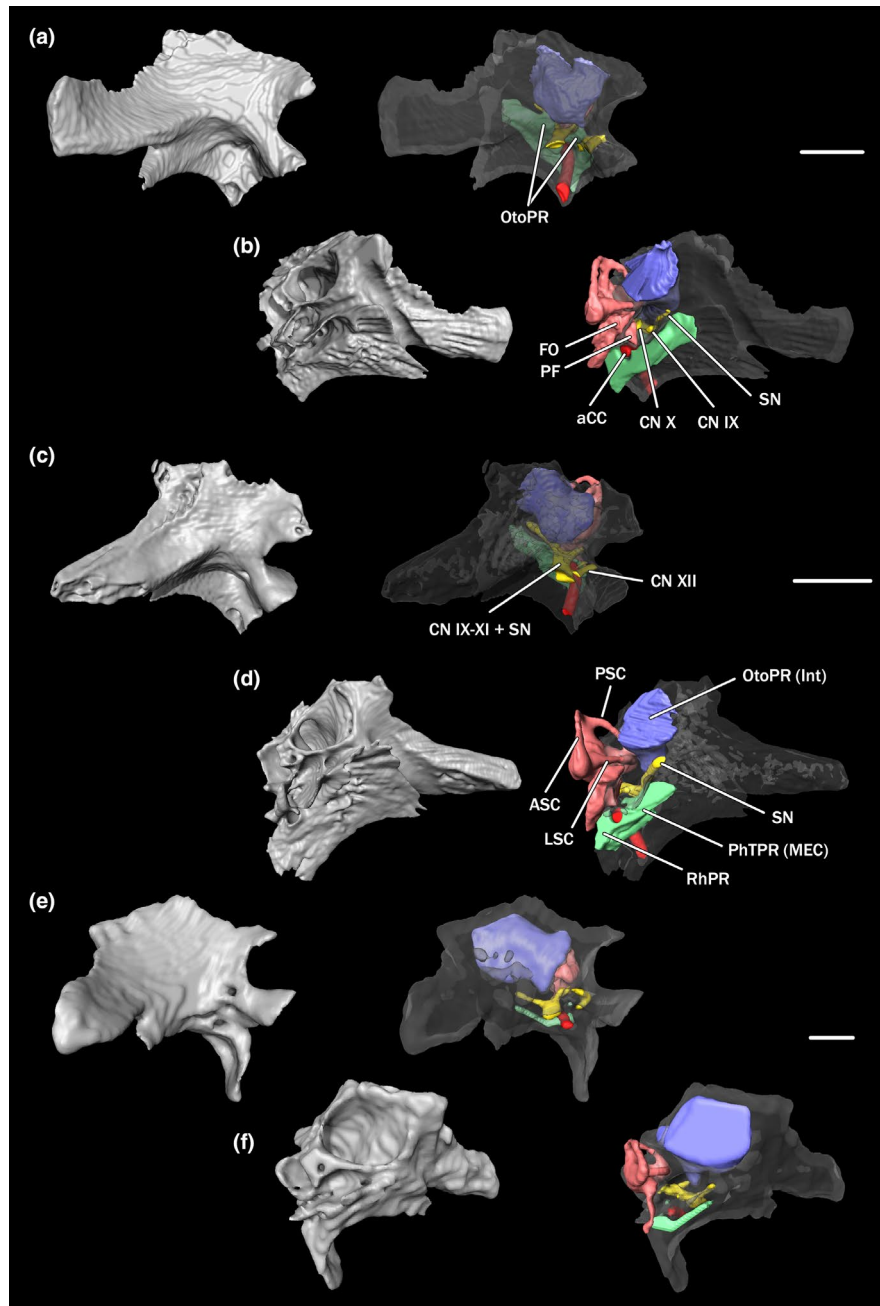 (a)
OtoPR
(b)
FO
PF
aCC
CN X
CN IX
SN
(c)
CN XII
CN IX-XI + SN
(d)
PSC
OtoPR (Int)
ASC
LSC
SN
PhTPR (MEC)
RhPR
(e)
(f)